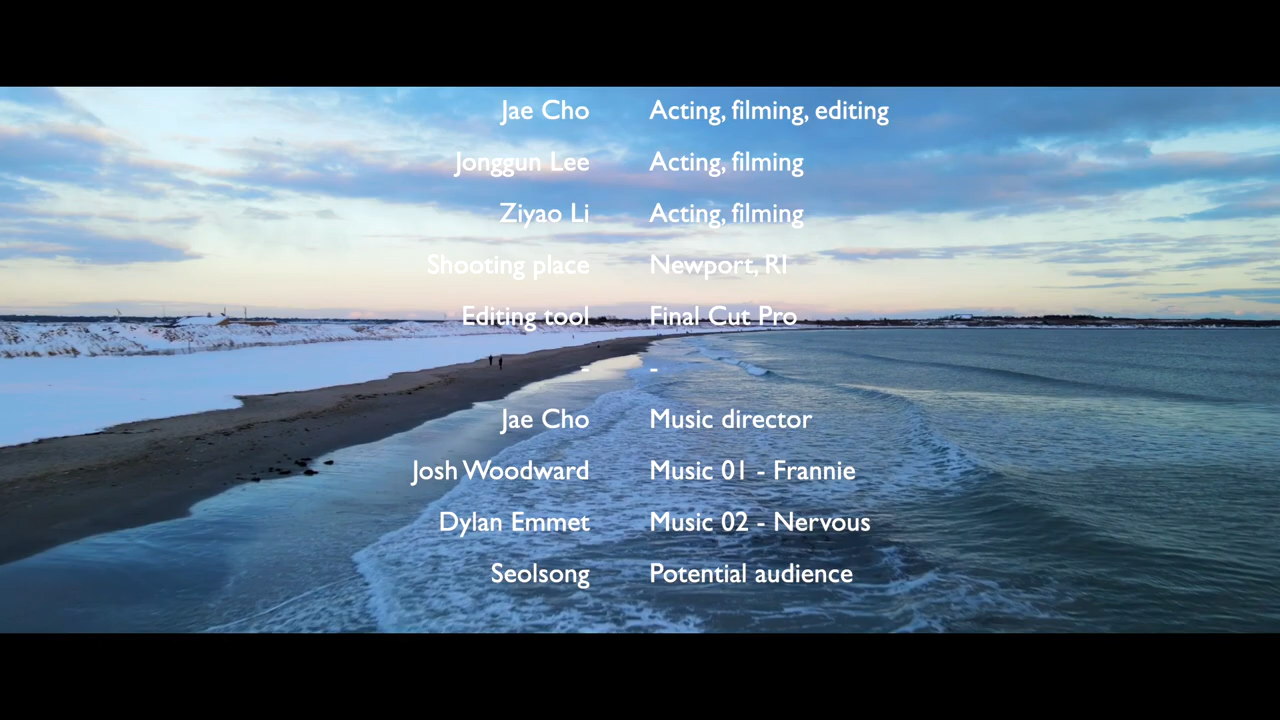 Jae Cho Acting, filming, editing
Jonggun Lee Acting, filming
Ziyao Li Acting, filming
Shooting place Newport, RI
Editing tool Final Cut Pro
- -
Jae Cho Music director
Josh Woodward Music 01 - Frannie
Dylan Emmet Music 02 - Nervous
Seolsong Potential audience